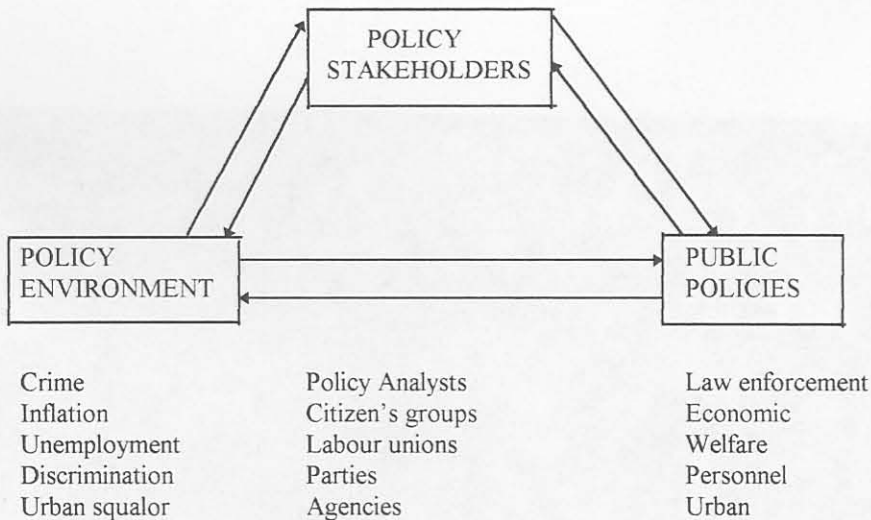 POLICY
STAKEHOLDERS
POLICY
ENVIRONMENT
PUBLIC
POLICIES
Crime
Inflation
Unemployment
Discrimination
Urban squalor
Policy Analysts
Citizen's groups
Labour unions
Parties
Agencies
Law enforcement
Economic
Welfare
Personnel
Urban